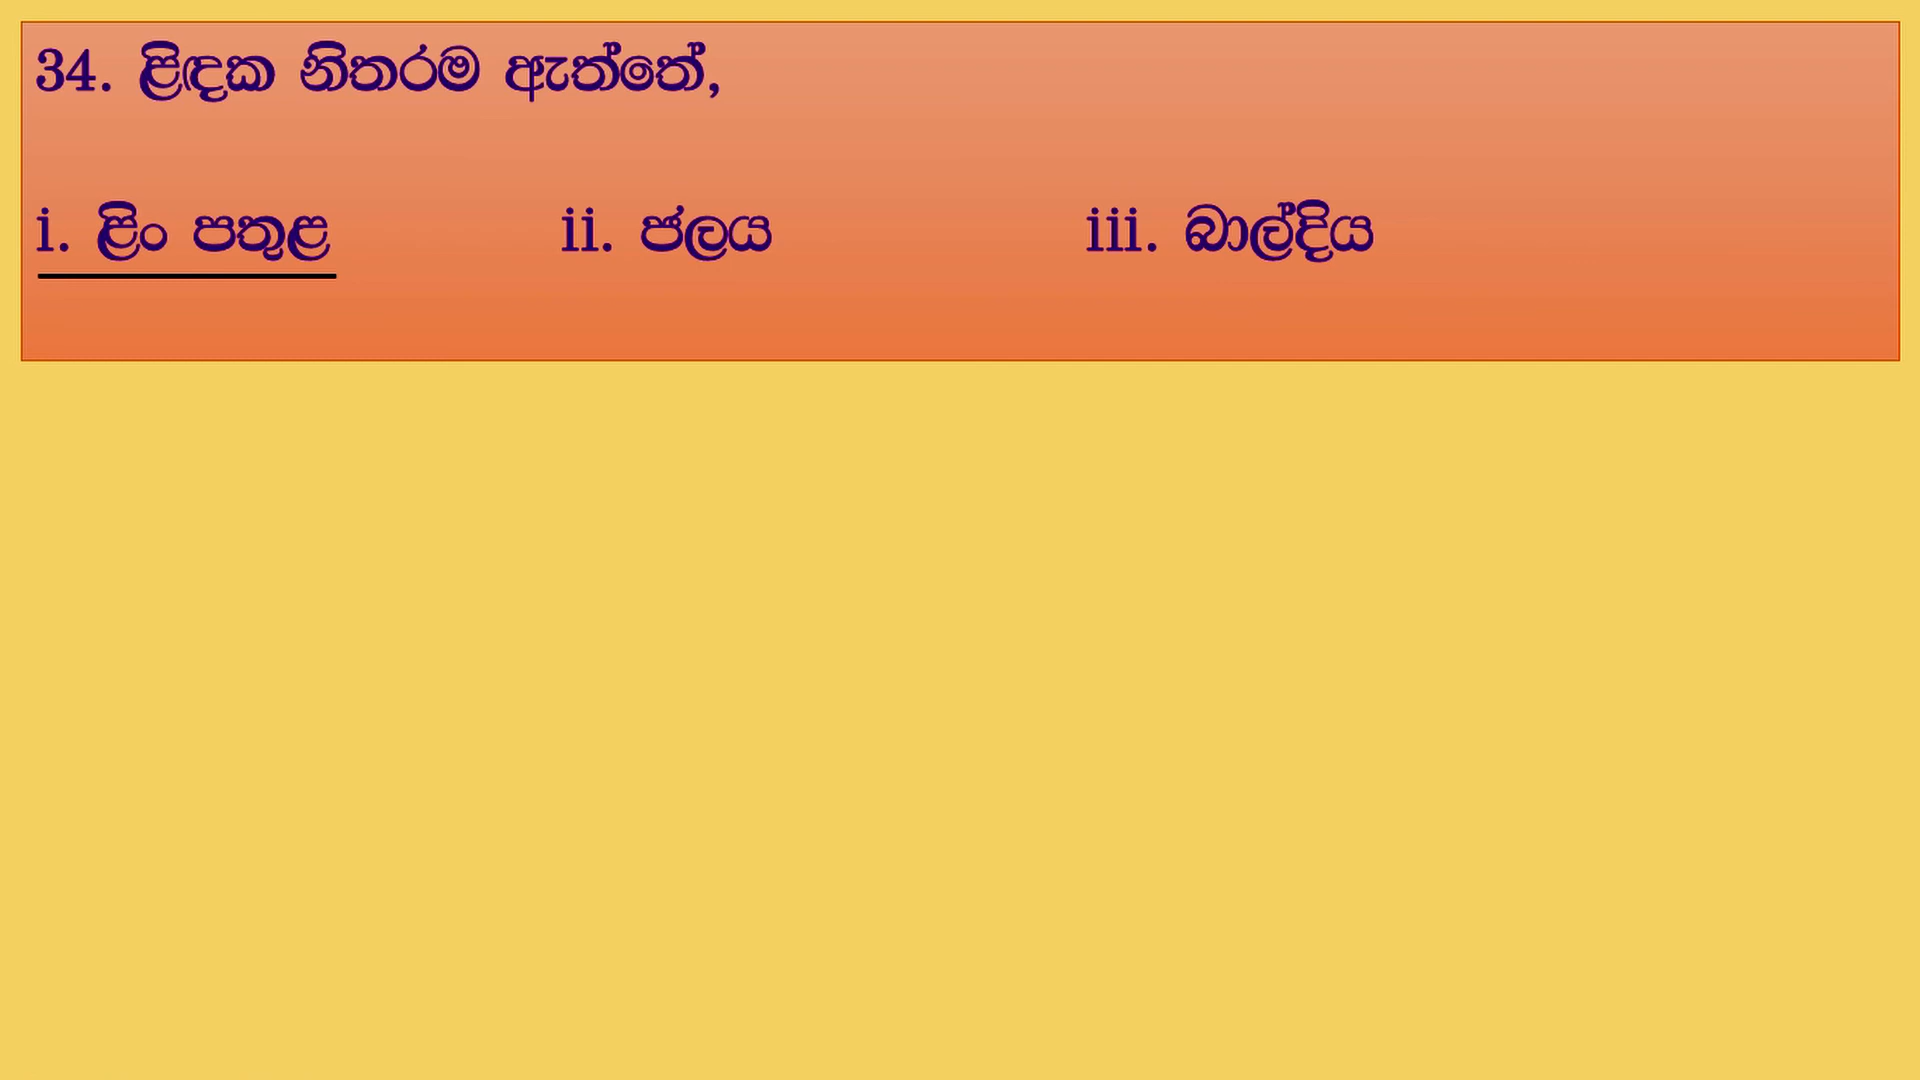 34. ළිඳක නිතරම ඇත්තේ,
i. ළිං පතුළ ii. ජලය iii. බාල්දිය